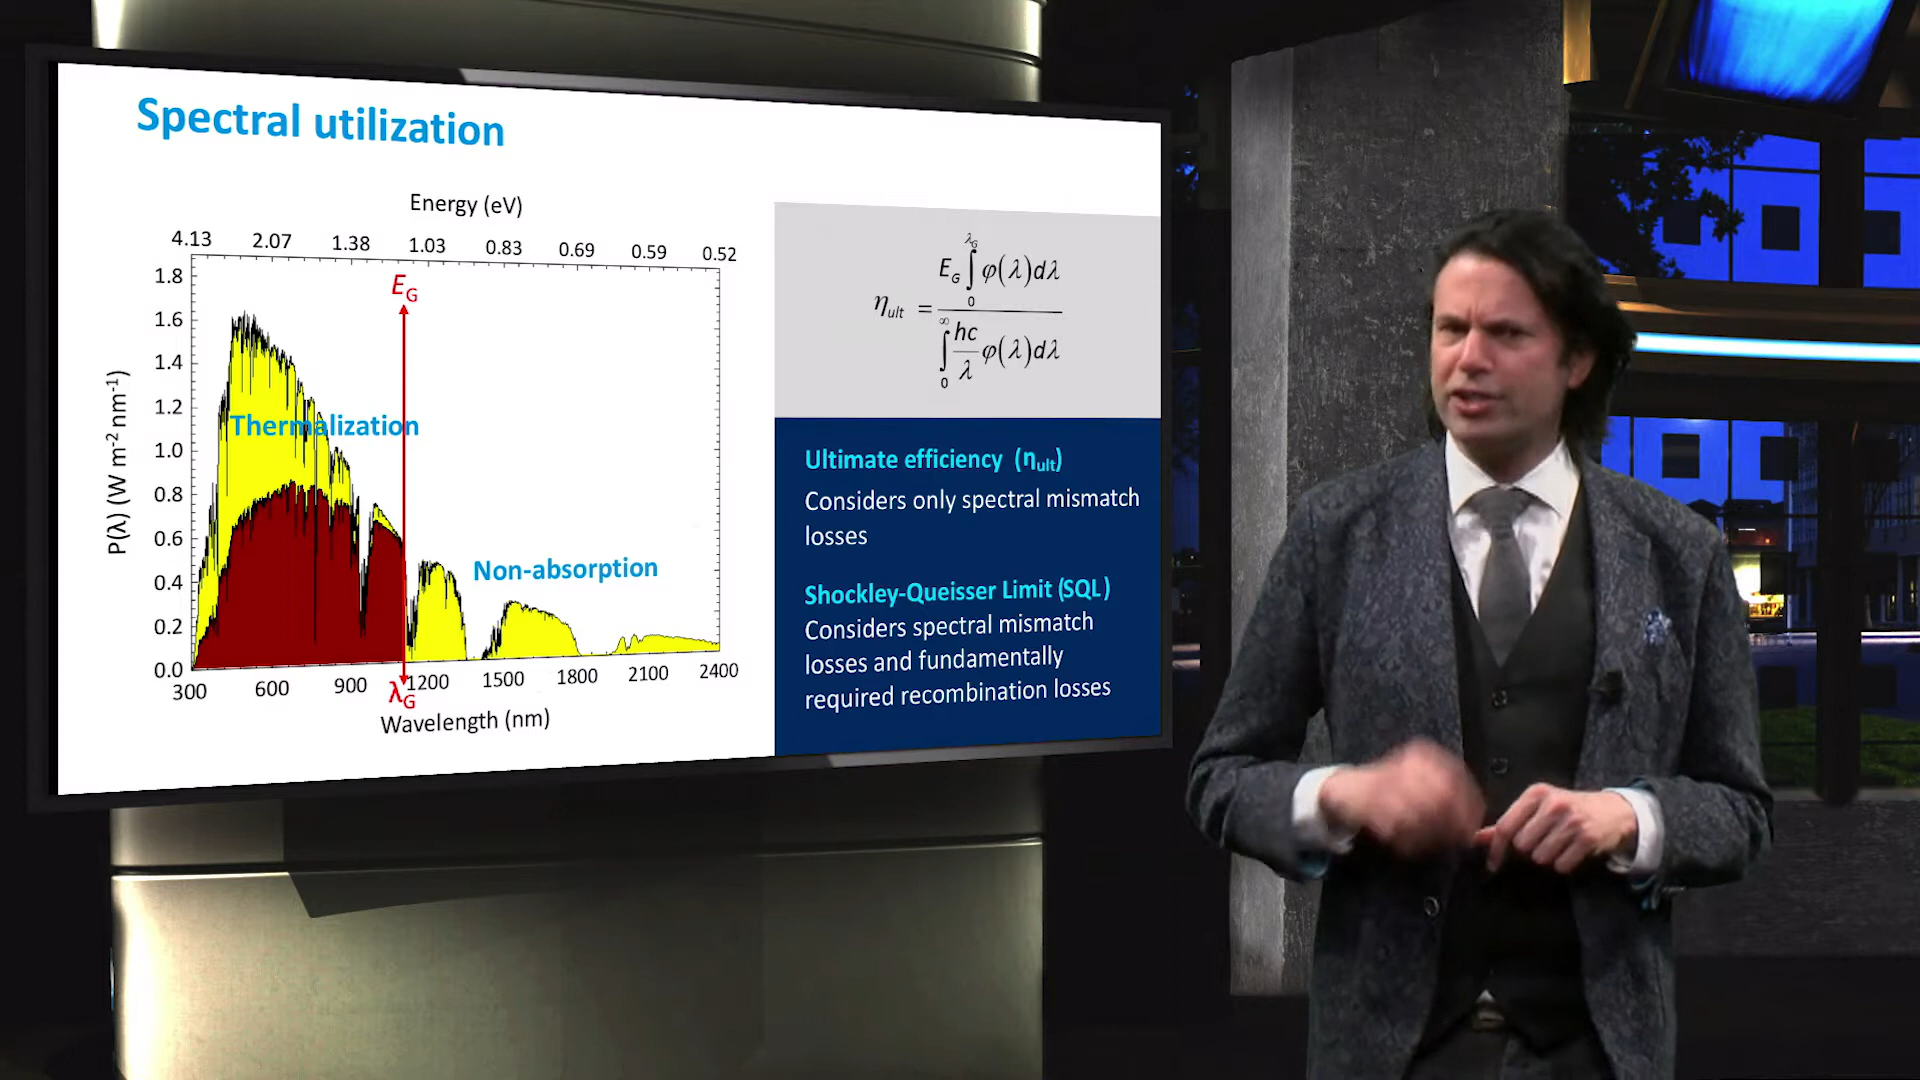 Spectral utilization
Energy (eV)
4.13 2.07 1.38 1.03 0.83 0.69 0.59 0.52
E_G
1.8
1.6
1.4
1.2
1.0
0.8
0.6
0.4
0.2
0.0
P(λ) (W m⁻² nm⁻¹)
Thermalization
Non-absorption
300 600 900 1200 1500 1800 2100 2400
λ_G
Wavelength (nm)
η_ult = E_G ∫₀^{λ_G} φ(λ)dλ
∫₀^∞ hc/λ φ(λ)dλ
Ultimate efficiency (η_ult)
Considers only spectral mismatch
losses
Shockley-Queisser Limit (SQL)
Considers spectral mismatch
losses and fundamentally
required recombination losses